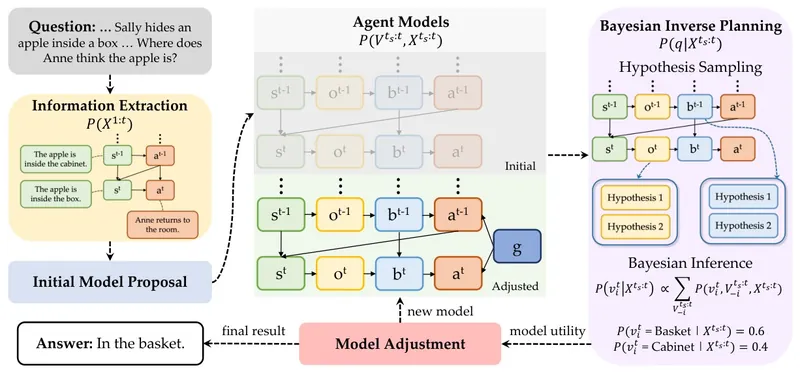 Question: ... Sally hides an
apple inside a box ... Where does
Anne think the apple is?
Information Extraction
P(X^{1:t})
The apple is
inside the cabinet.
s^{t-1}
a^{t-1}
The apple is
inside the box.
s^t
a^t
Anne returns to
the room.
Initial Model Proposal
Agent Models
P(V^{t_s:t}, X^{t_s:t})
s^{t-1}
o^{t-1}
b^{t-1}
a^{t-1}
s^t
o^t
b^t
a^t
Initial
s^{t-1}
o^{t-1}
b^{t-1}
a^{t-1}
g
s^t
o^t
b^t
a^t
Adjusted
new model
Bayesian Inverse Planning
P(q|X^{t_s:t})
Hypothesis Sampling
s^{t-1}
o^{t-1}
b^{t-1}
a^{t-1}
s^t
o^t
b^t
a^t
Hypothesis 1
Hypothesis 2
Hypothesis 1
Hypothesis 2
Bayesian Inference
P(v_i^t|X^{t_s:t}) ∝ ∑_{V_{-i}^{t_s:t}} P(v_i^t, V_{-i}^{t_s:t}, X^{t_s:t})
P(v_i^t = Basket | X^{t_s:t}) = 0.6
P(v_i^t = Cabinet | X^{t_s:t}) = 0.4
model utility
Model Adjustment
final result
Answer: In the basket.